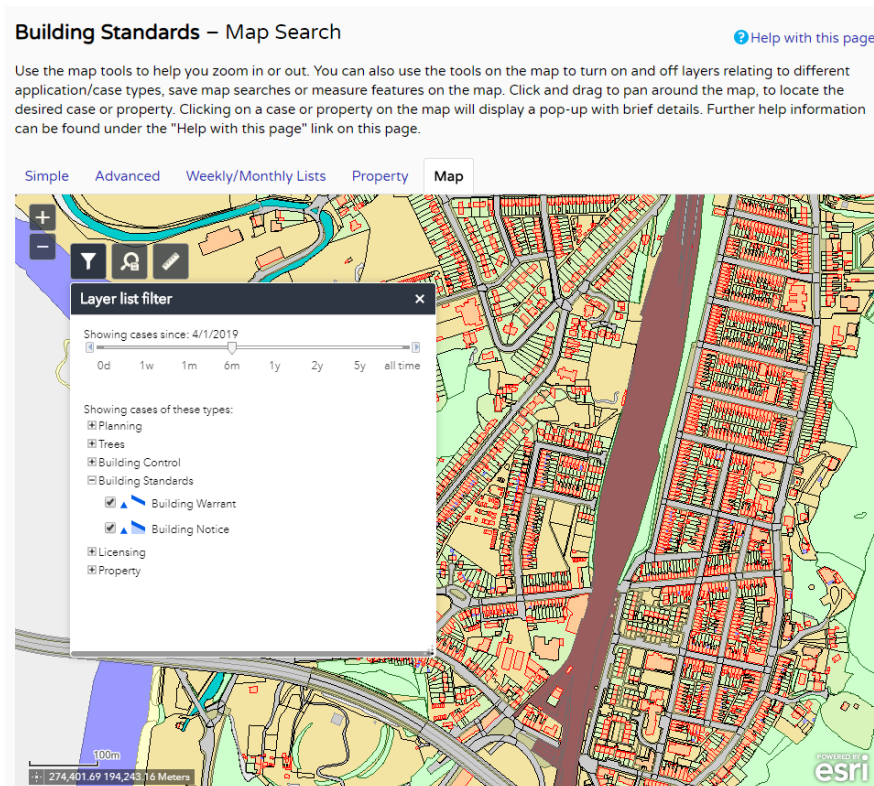 Building Standards – Map Search
Help with this page
Use the map tools to help you zoom in or out. You can also use the tools on the map to turn on and off layers relating to different
application/case types, save map searches or measure features on the map. Click and drag to pan around the map, to locate the
desired case or property. Clicking on a case or property on the map will display a pop-up with brief details. Further help information
can be found under the "Help with this page" link on this page.
Simple Advanced Weekly/Monthly Lists Property Map
Layer list filter
Showing cases since: 4/1/2019
0d 1w 1m 6m 1y 2y 5y all time
Showing cases of these types:
Planning
Trees
Building Control
Building Standards
Building Warrant
Building Notice
Licensing
Property
100m
274,401.69 194,243.16 Meters
POWERED BY
esri